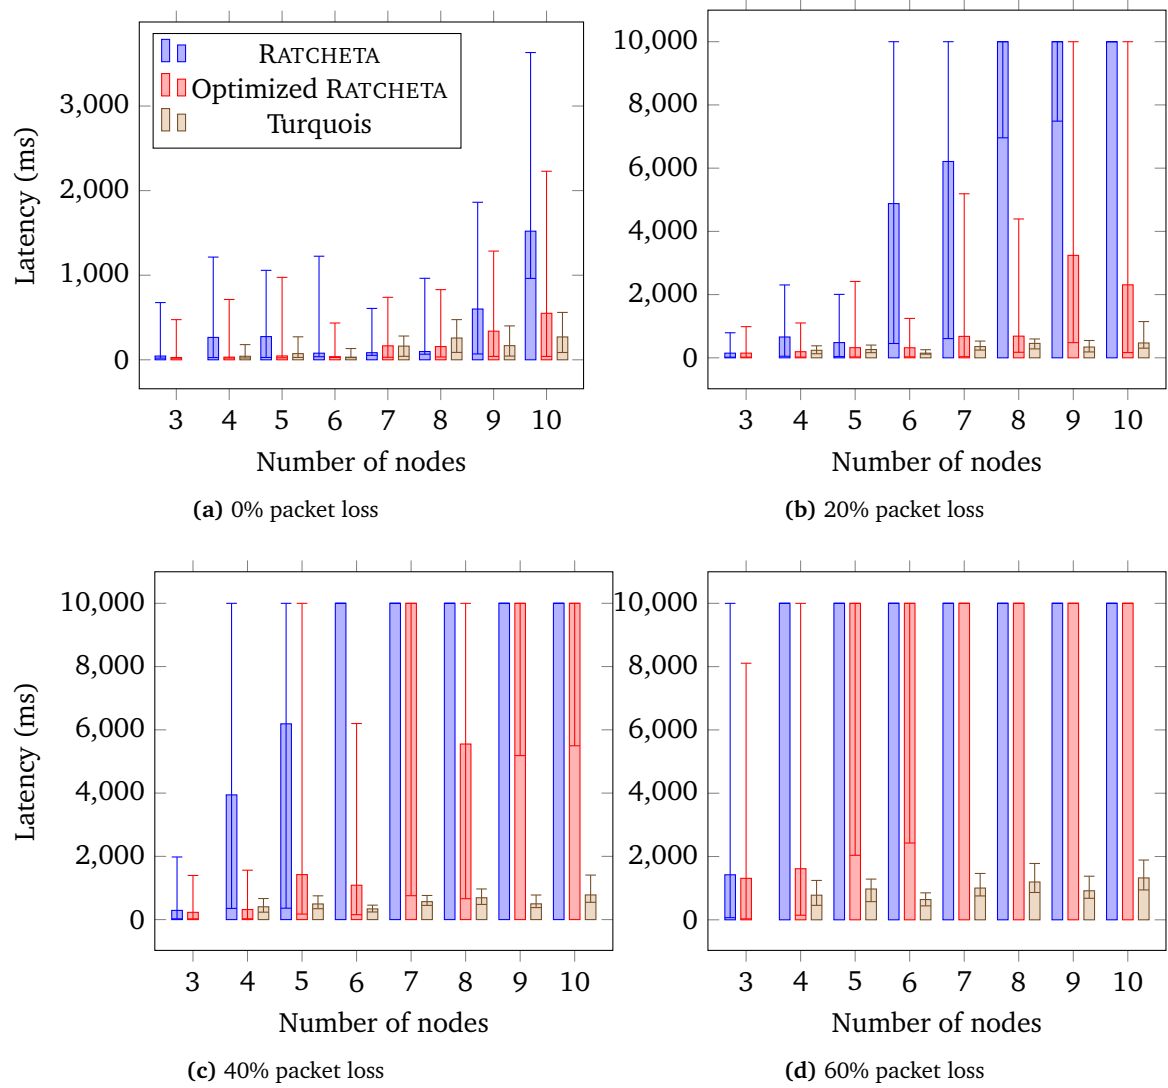 RATCHETA
Optimized RATCHETA
Turquois
Latency (ms)
3,000
2,000
1,000
0
3 4 5 6 7 8 9 10
Number of nodes
(a) 0% packet loss
10,000
8,000
6,000
4,000
2,000
0
3 4 5 6 7 8 9 10
Number of nodes
(b) 20% packet loss
Latency (ms)
10,000
8,000
6,000
4,000
2,000
0
3 4 5 6 7 8 9 10
Number of nodes
(c) 40% packet loss
10,000
8,000
6,000
4,000
2,000
0
3 4 5 6 7 8 9 10
Number of nodes
(d) 60% packet loss